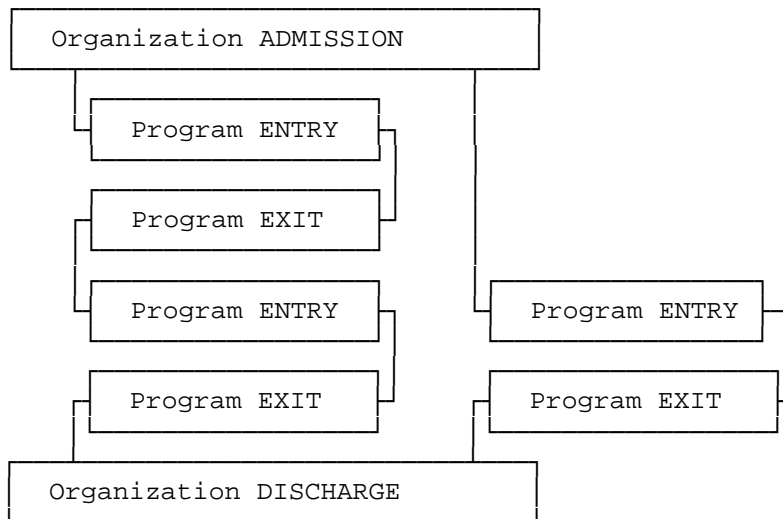 Organization ADMISSION
Program ENTRY
Program EXIT
Program ENTRY
Program ENTRY
Program EXIT
Program EXIT
Organization DISCHARGE